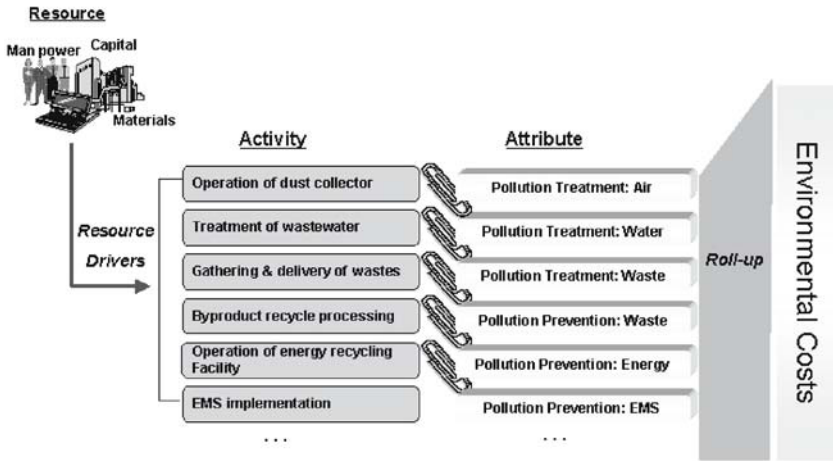 Resource
Man power
Capital
Materials
Resource
Drivers
Activity
Operation of dust collector
Treatment of wastewater
Gathering & delivery of wastes
Byproduct recycle processing
Operation of energy recycling
Facility
EMS implementation
. . .
Attribute
Pollution Treatment: Air
Pollution Treatment: Water
Pollution Treatment: Waste
Pollution Prevention: Waste
Pollution Prevention: Energy
Pollution Prevention: EMS
. . .
Roll-up
Environmental Costs